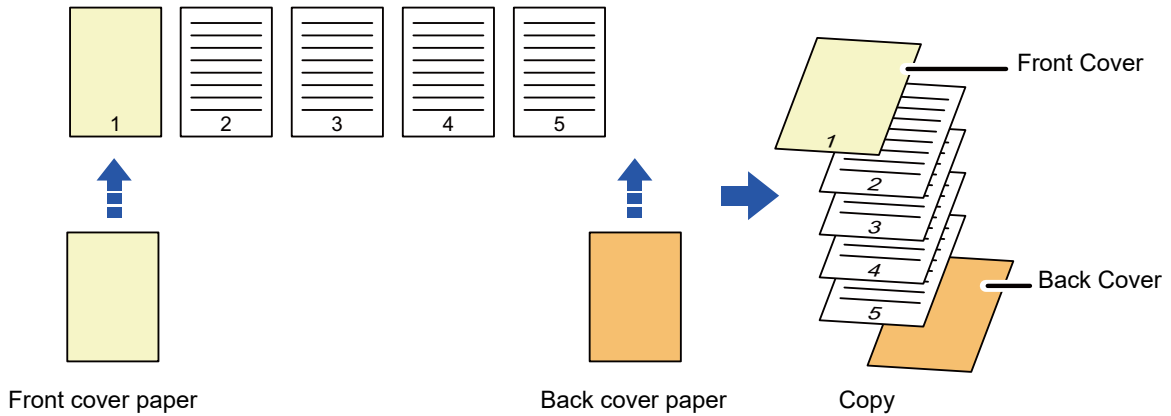 1 2 3 4 5
Front cover paper
Back cover paper
Front Cover
1
2
3
4
5
Back Cover
Copy